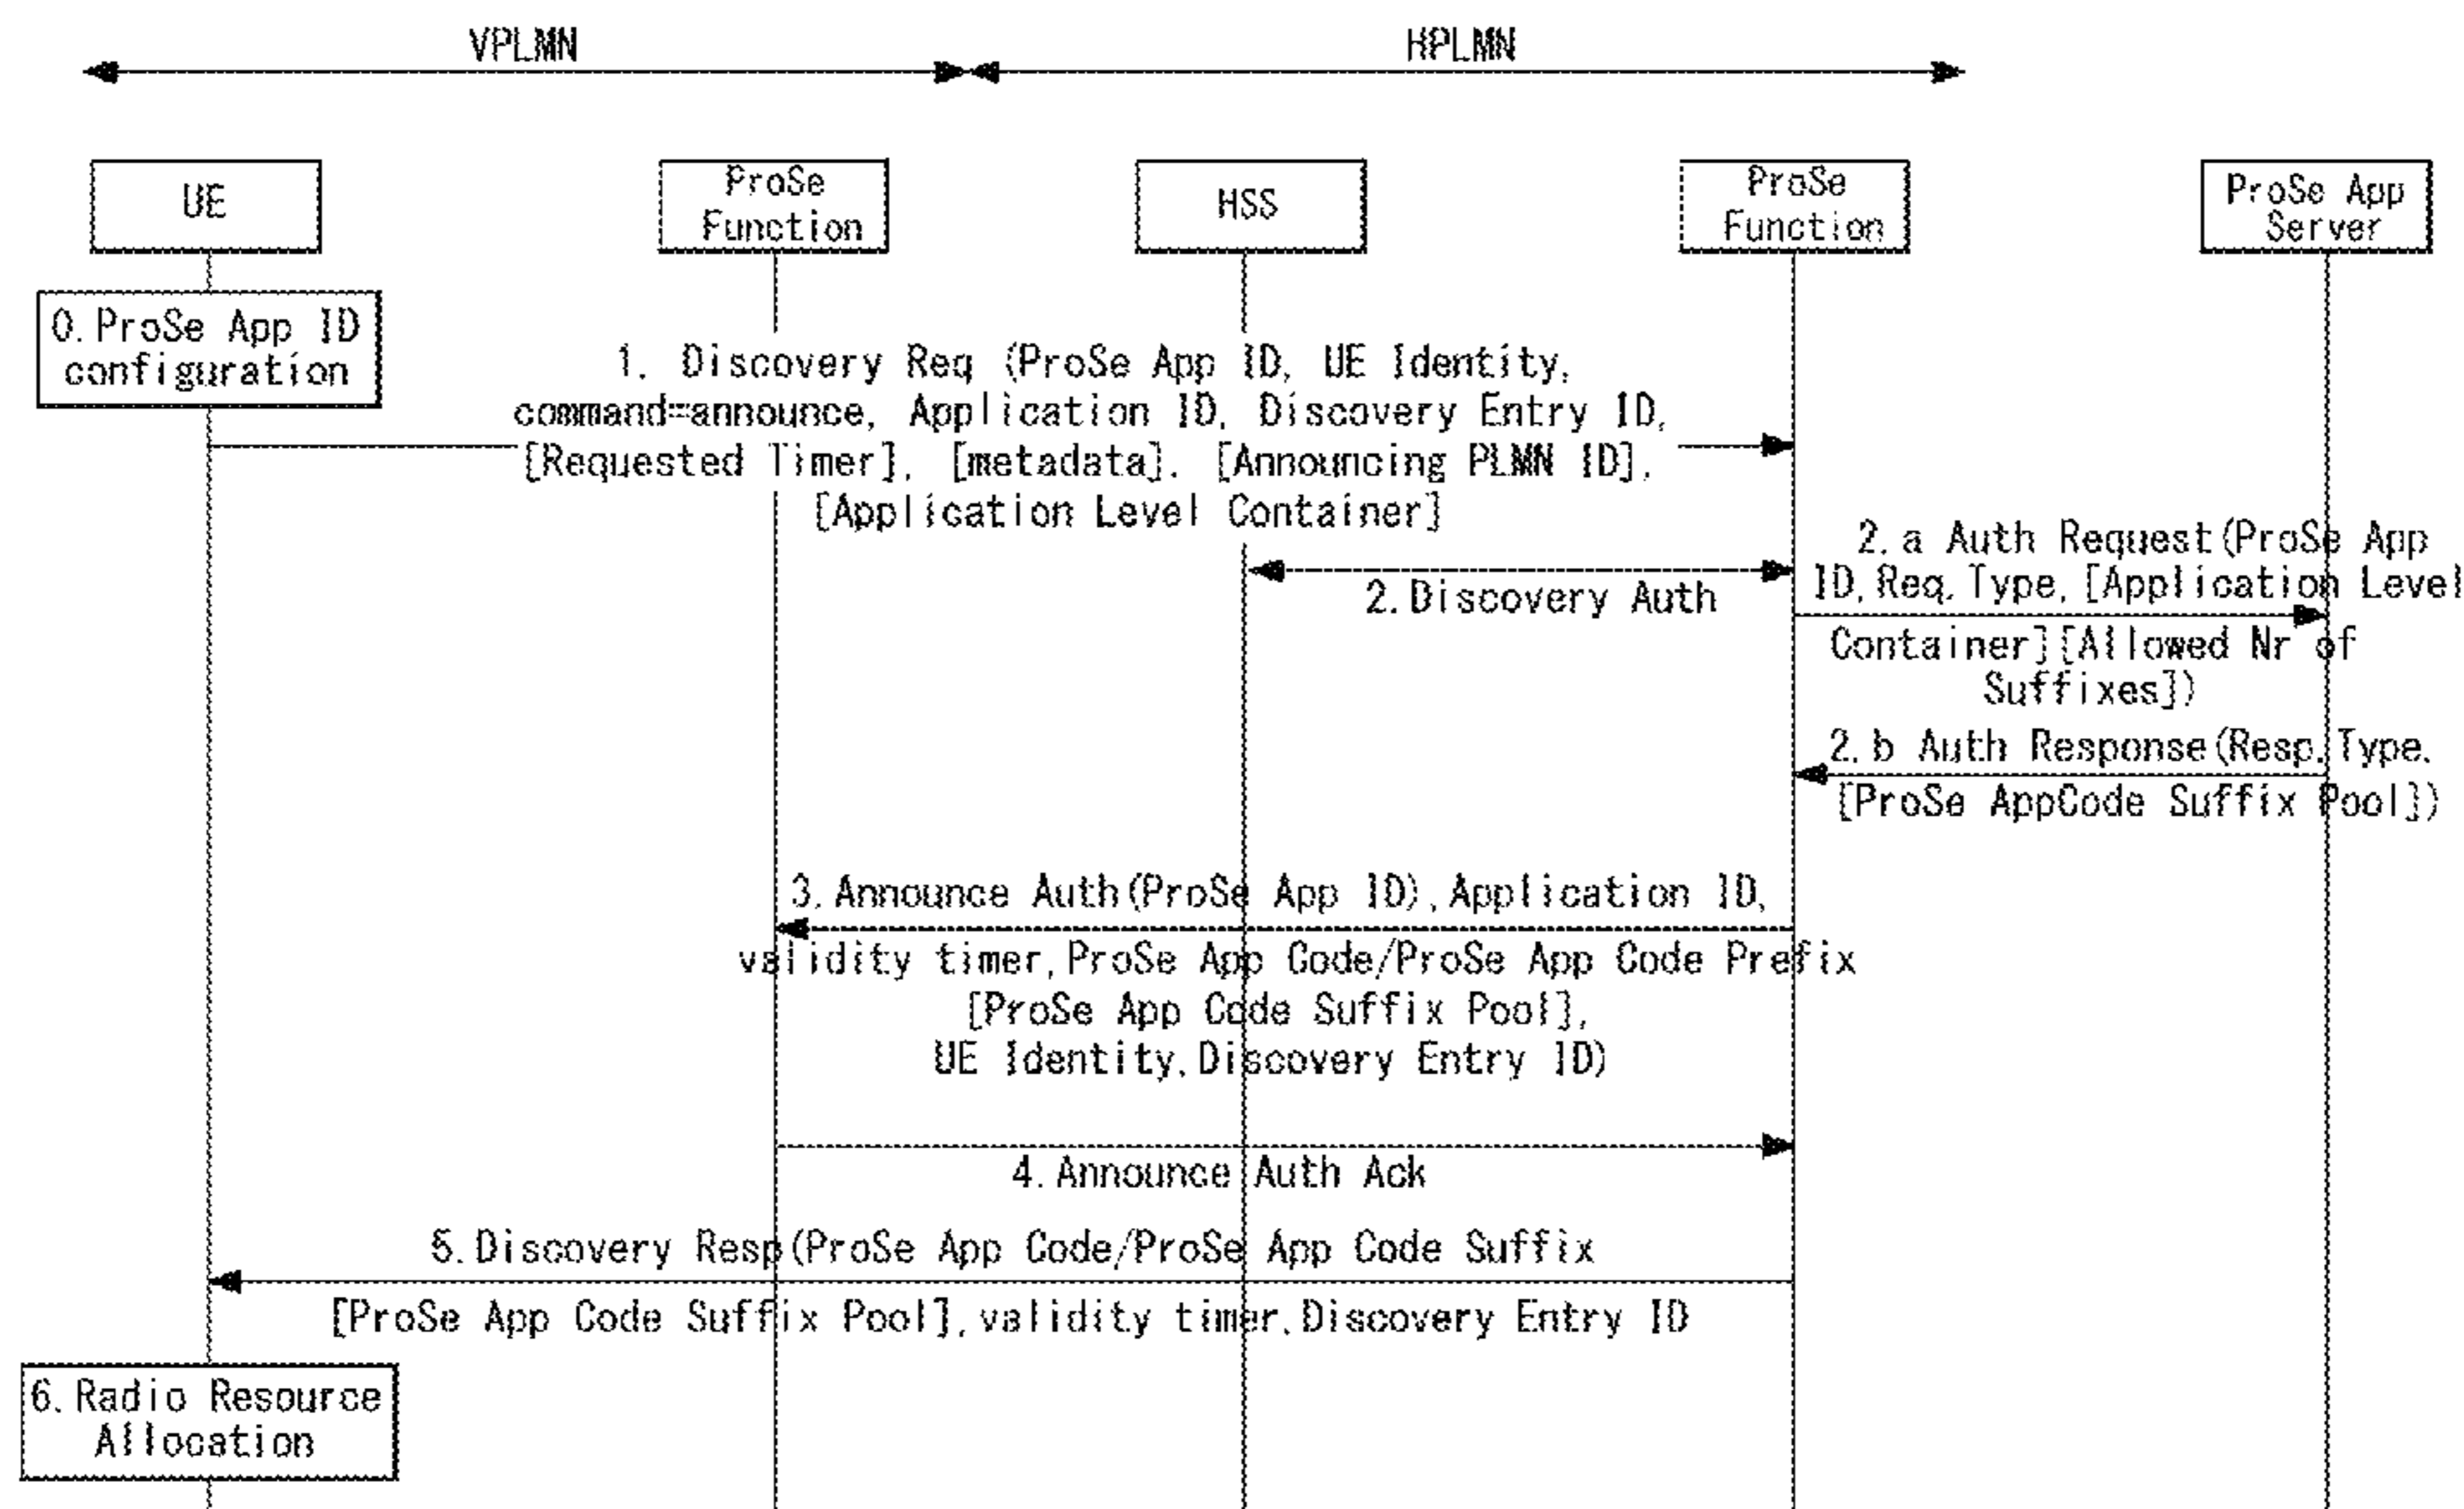 VPLMN
HPLMN
UE
ProSe
Function
HSS
ProSe
Function
ProSe App
Server
0.ProSe App ID
configuration
1. Discovery Req (ProSe App ID, UE Identity,
command=announce, Application ID, Discovery Entry ID,
[Requested Timer], [metadata], [Announcing PLMN ID],
[Application Level Container]
2.Discovery Auth
2.a Auth Request(ProSe App
ID,Req.Type,[Application Level
Container][Allowed Nr of
Suffixes])
2.b Auth Response(Resp.Type,
[ProSe AppCode Suffix Pool])
3.Announce Auth(ProSe App ID),Application ID,
validity timer,ProSe App Code/ProSe App Code Prefix
[ProSe App Code Suffix Pool],
UE Identity,Discovery Entry ID)
4.Announce Auth Ack
5.Discovery Resp(ProSe App Code/ProSe App Code Suffix
[ProSe App Code Suffix Pool],validity timer,Discovery Entry ID
6.Radio Resource
Allocation